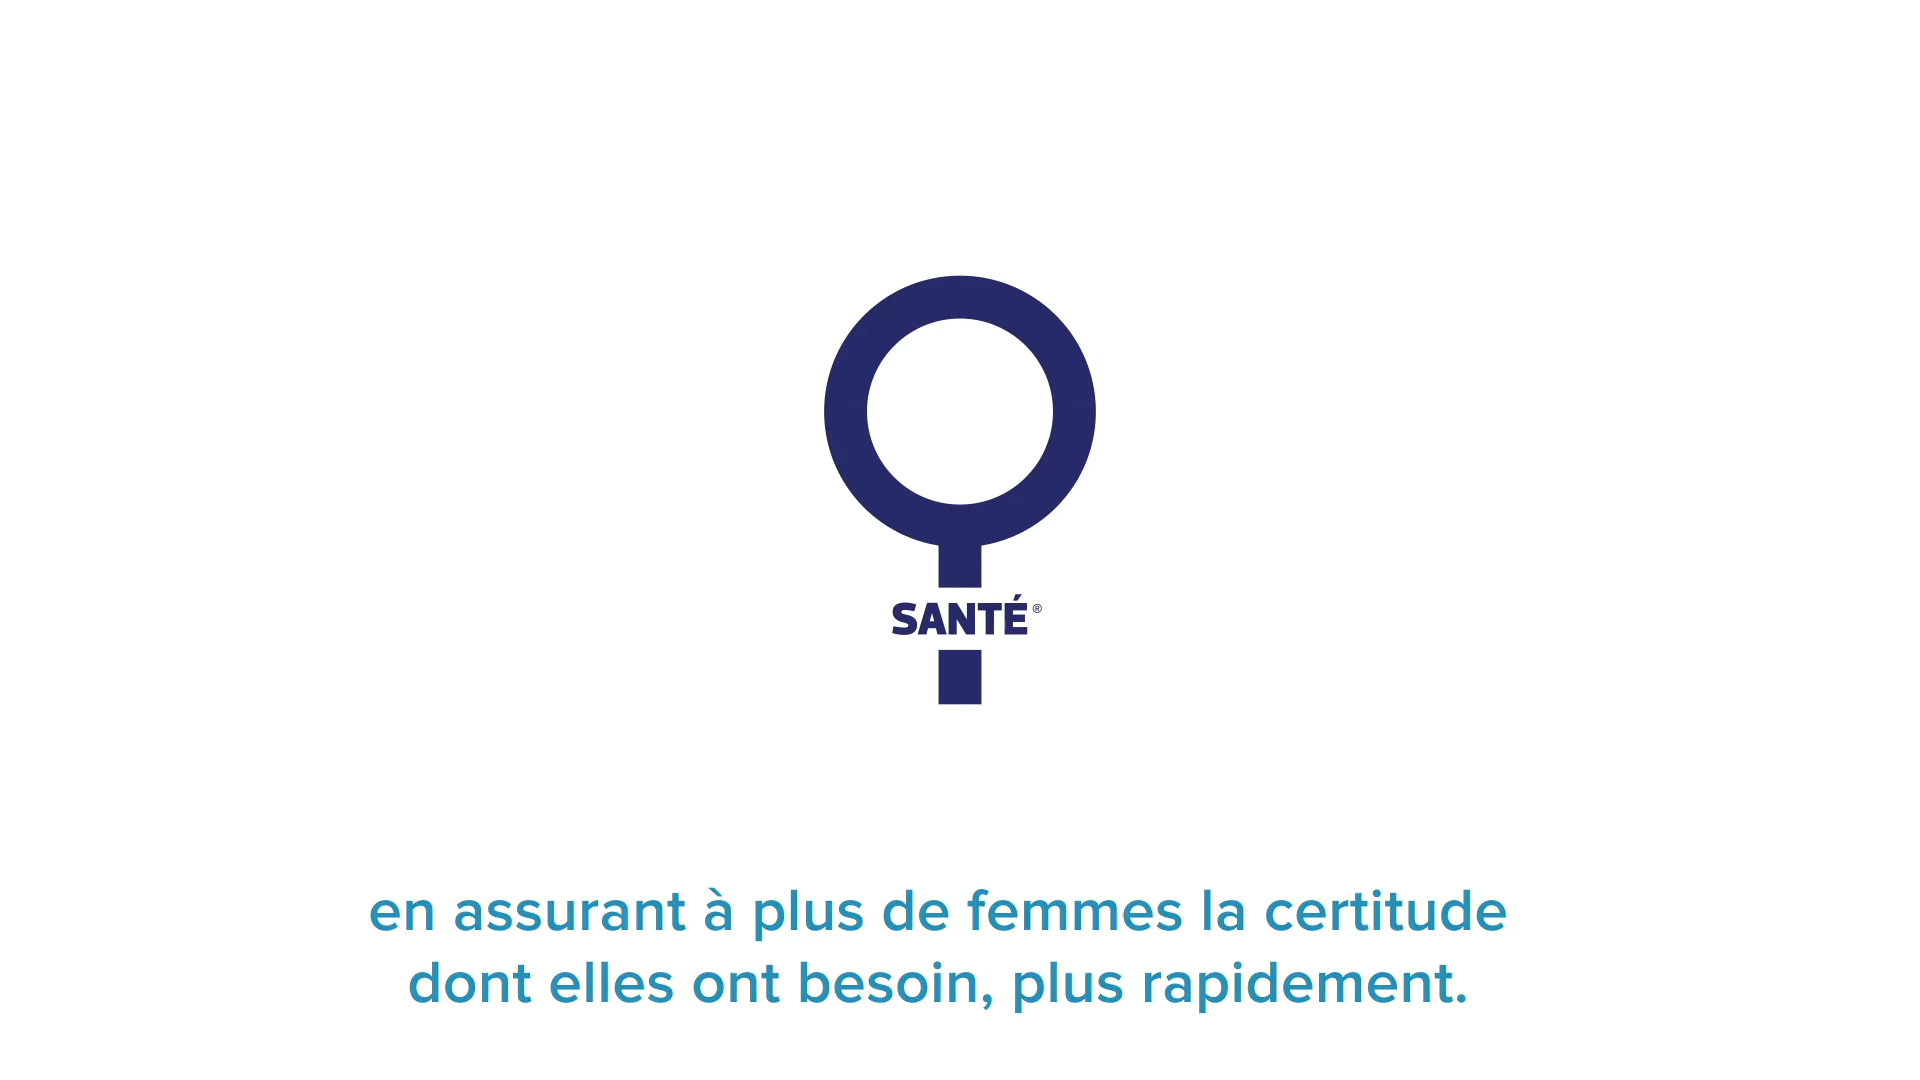 SANTÉ®
en assurant à plus de femmes la certitude
dont elles ont besoin, plus rapidement.